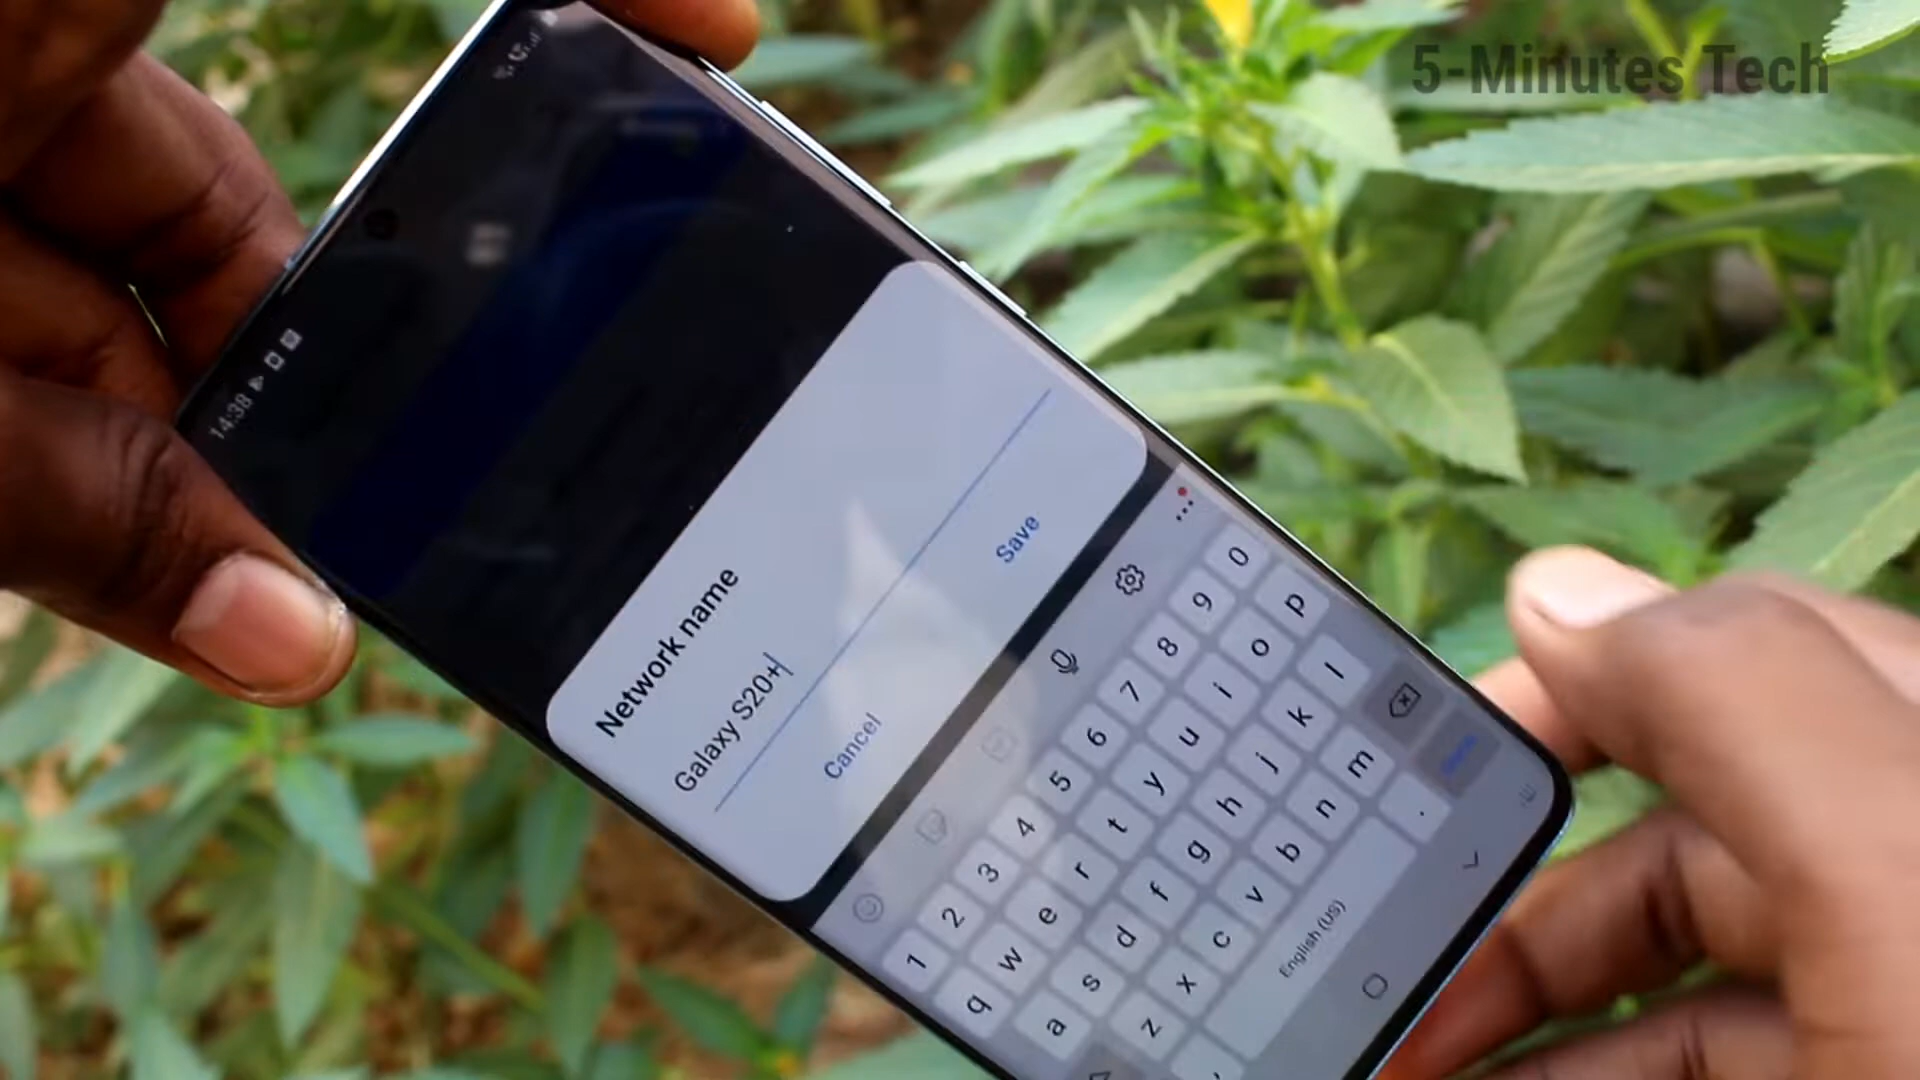 5-Minutes Tech
14:38
Network name
Galaxy S20+
Cancel
Save
1 2 3 4 5 6 7 8 9 0
q w e r t y u i o p
a s d f g h j k l
z x c v b n m
,
English (US)
.